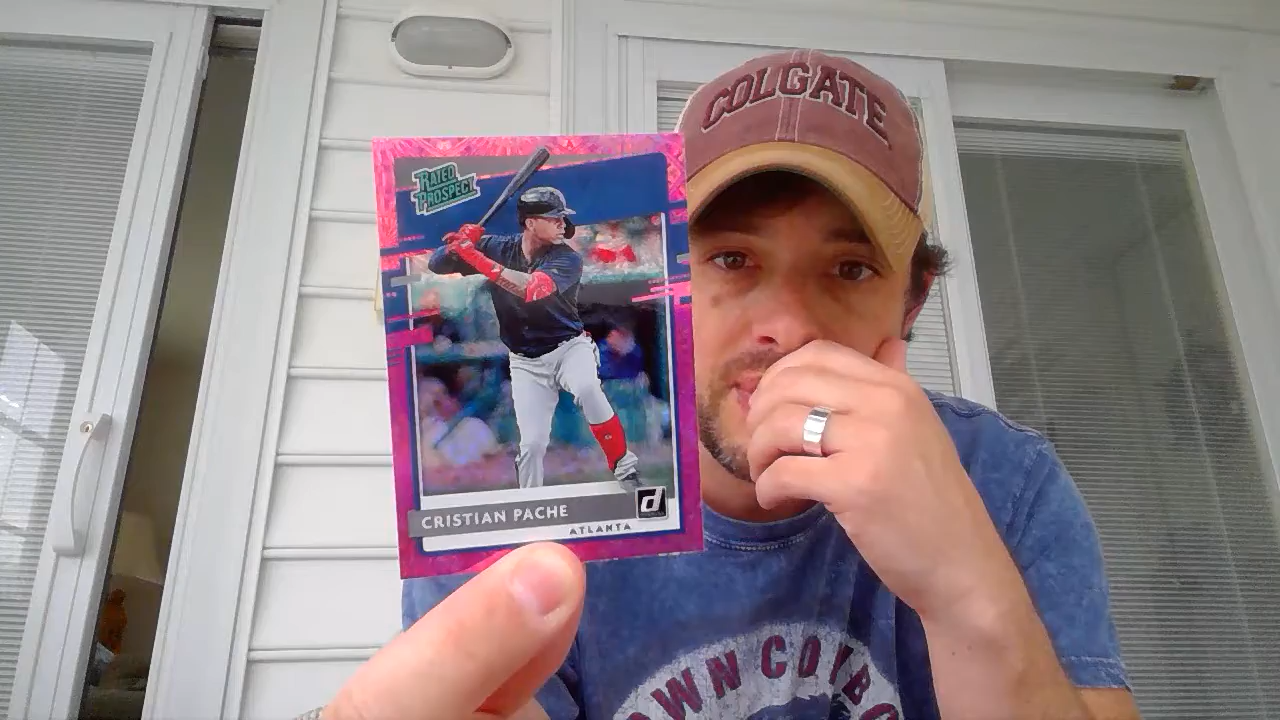 COLGATE
RATED
PROSPECT
CRISTIAN PACHE
d
ATLANTA